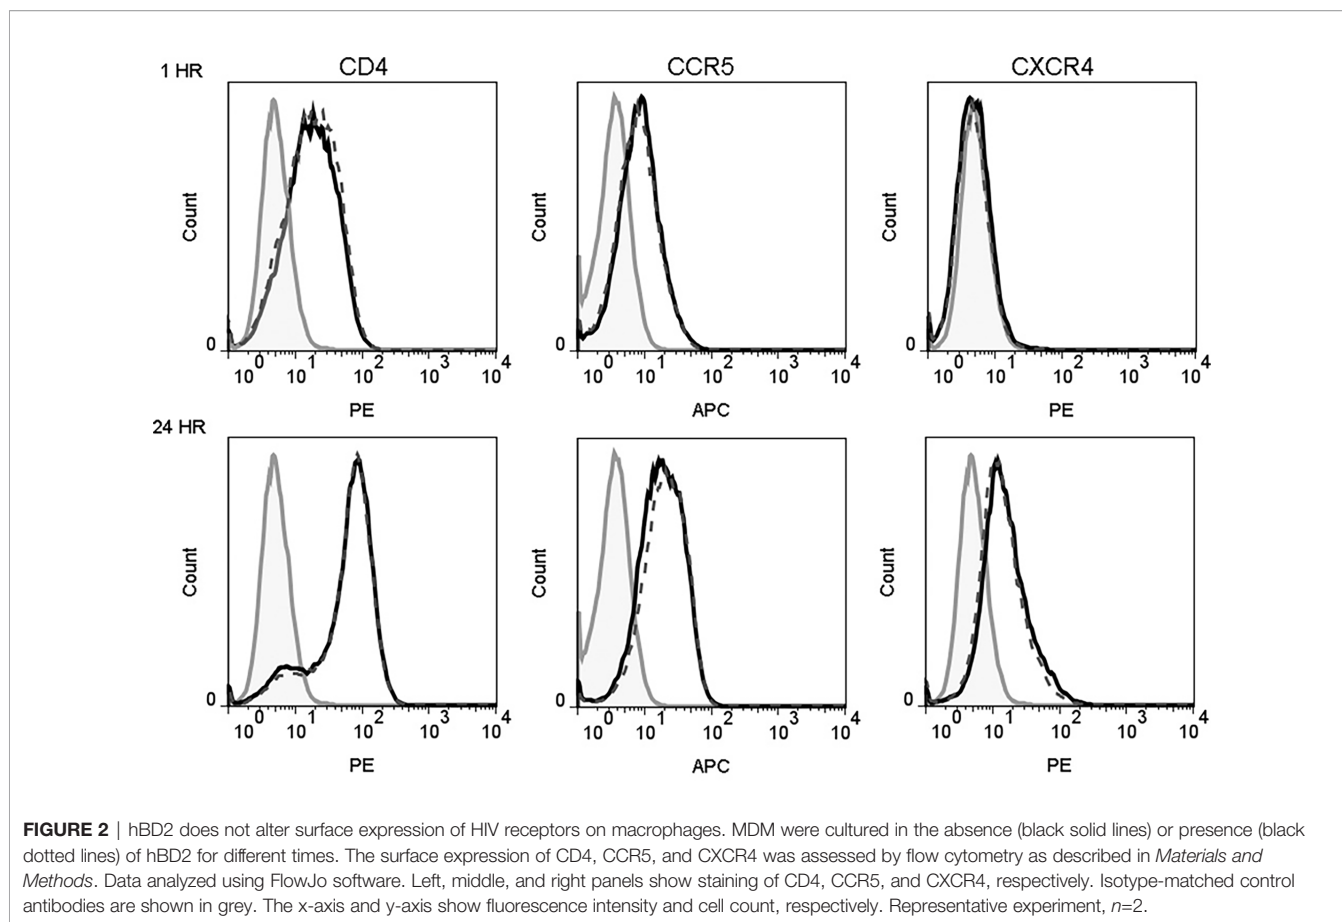 CD4 CCR5 CXCR4
1 HR
Count Count Count
0 0 0
10 0 10 1 10 2 10 3 10 4 10 0 10 1 10 2 10 3 10 4 10 0 10 1 10 2 10 3 10 4
PE APC PE
24 HR
Count Count Count
0 0 0
10 0 10 1 10 2 10 3 10 4 10 0 10 1 10 2 10 3 10 4 10 0 10 1 10 2 10 3 10 4
PE APC PE
FIGURE 2 | hBD2 does not alter surface expression of HIV receptors on macrophages. MDM were cultured in the absence (black solid lines) or presence (black
dotted lines) of hBD2 for different times. The surface expression of CD4, CCR5, and CXCR4 was assessed by flow cytometry as described in Materials and
Methods. Data analyzed using FlowJo software. Left, middle, and right panels show staining of CD4, CCR5, and CXCR4, respectively. Isotype-matched control
antibodies are shown in grey. The x-axis and y-axis show fluorescence intensity and cell count, respectively. Representative experiment, n=2.